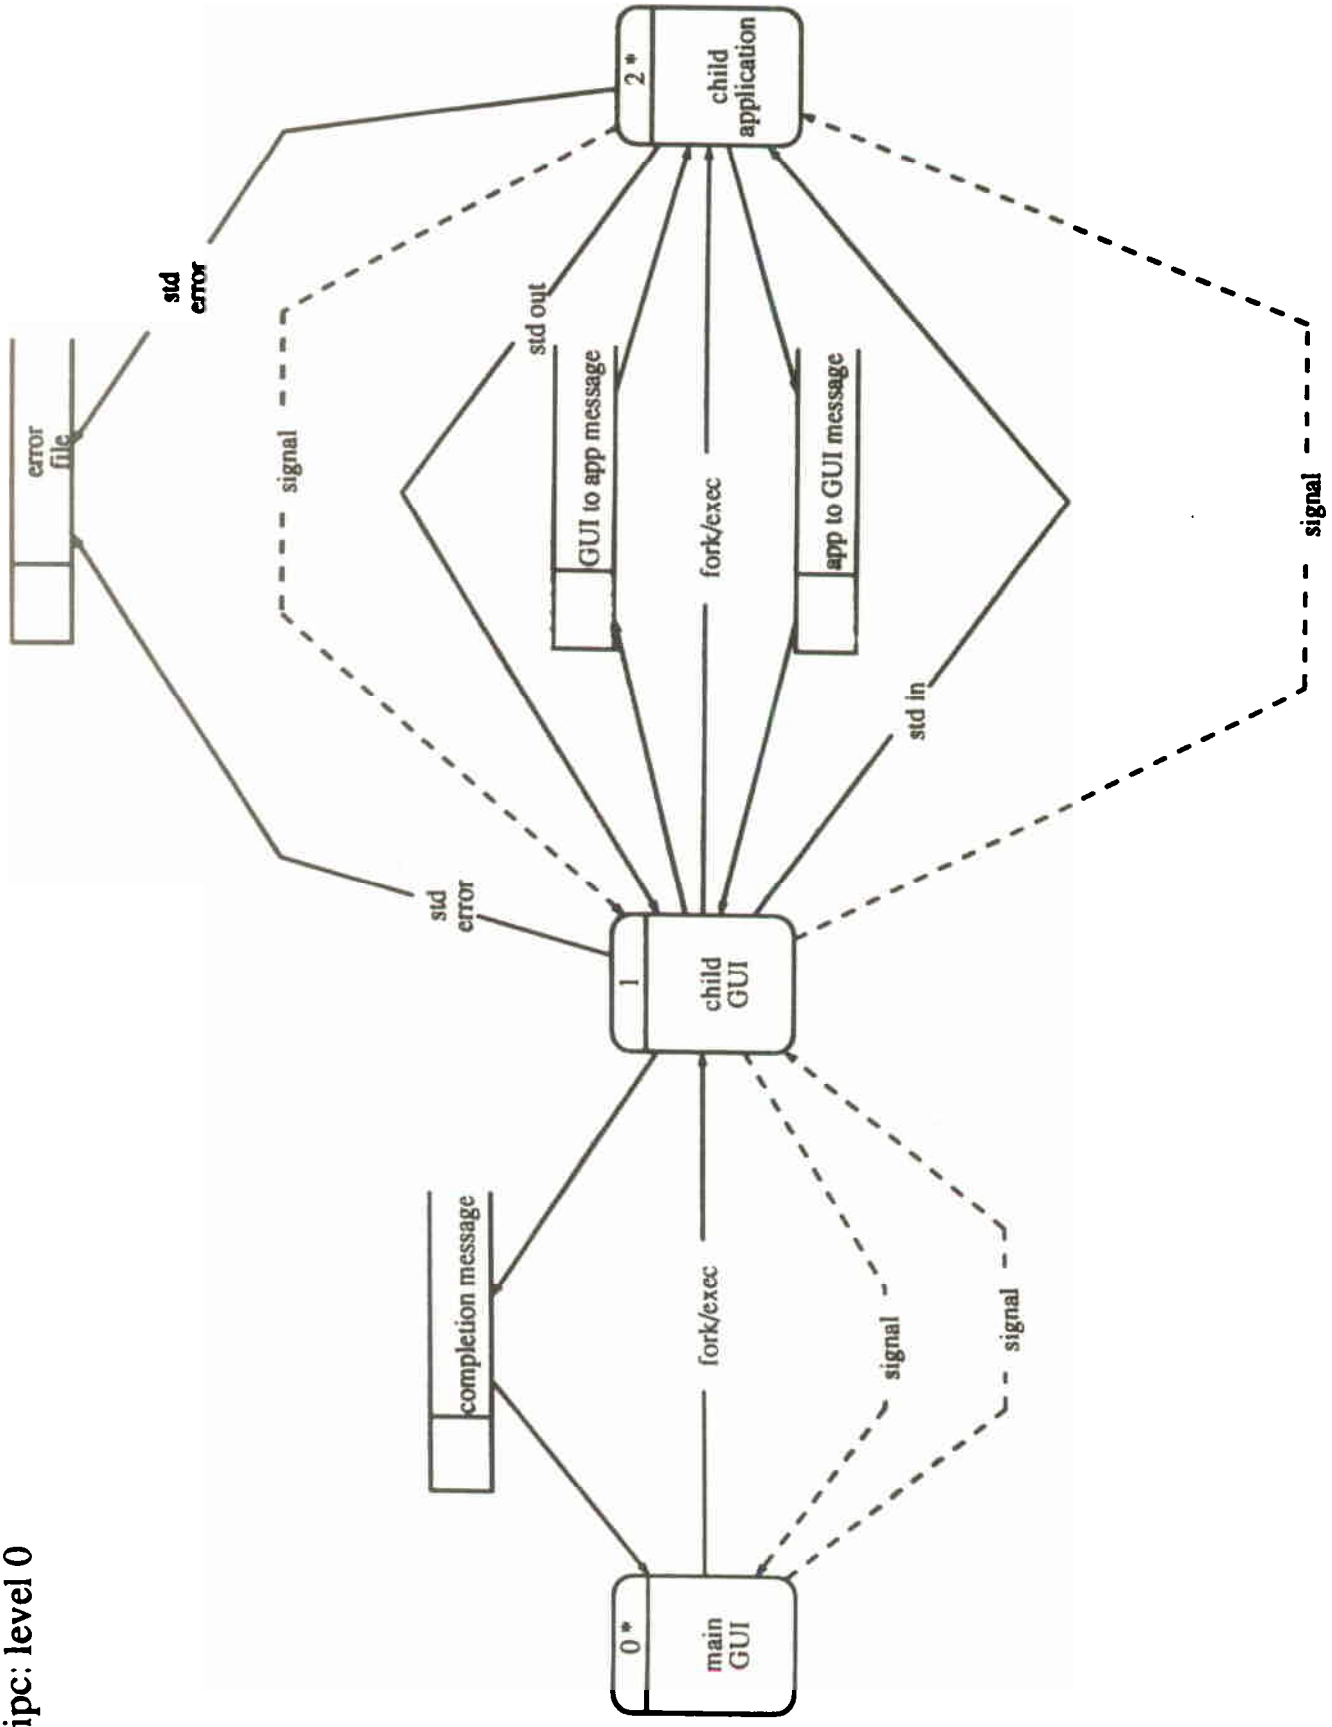 ipc: level 0
error
file
std
error
signal
std
error
std out
completion message
GUI to app message
0 *
main
GUI
fork/exec
1
child
GUI
fork/exec
2 *
child
application
app to GUI message
signal
std in
signal
signal